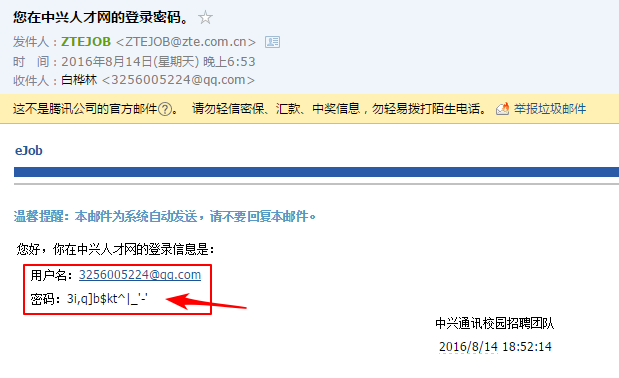 您在中兴人才网的登录密码。
发件人：ZTEJOB <ZTEJOB@zte.com.cn>
时　间：2016年8月14日(星期天) 晚上6:53
收件人：白桦林 <3256005224@qq.com>
这不是腾讯公司的官方邮件?。 请勿轻信密保、汇款、中奖信息，勿轻易拨打陌生电话。 举报垃圾邮件
eJob
温馨提醒：本邮件为系统自动发送，请不要回复本邮件。
您好，你在中兴人才网的登录信息是：
用户名：3256005224@qq.com
密码：3i,q]b$kt^|_'-'
中兴通讯校园招聘团队
2016/8/14 18:52:14